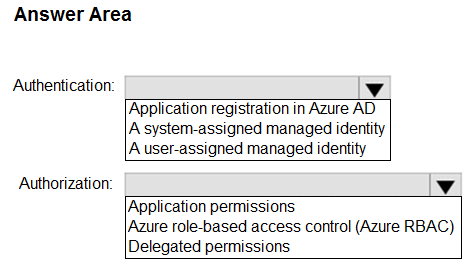 Answer Area
Authentication:
Application registration in Azure AD
A system-assigned managed identity
A user-assigned managed identity
Authorization:
Application permissions
Azure role-based access control (Azure RBAC)
Delegated permissions